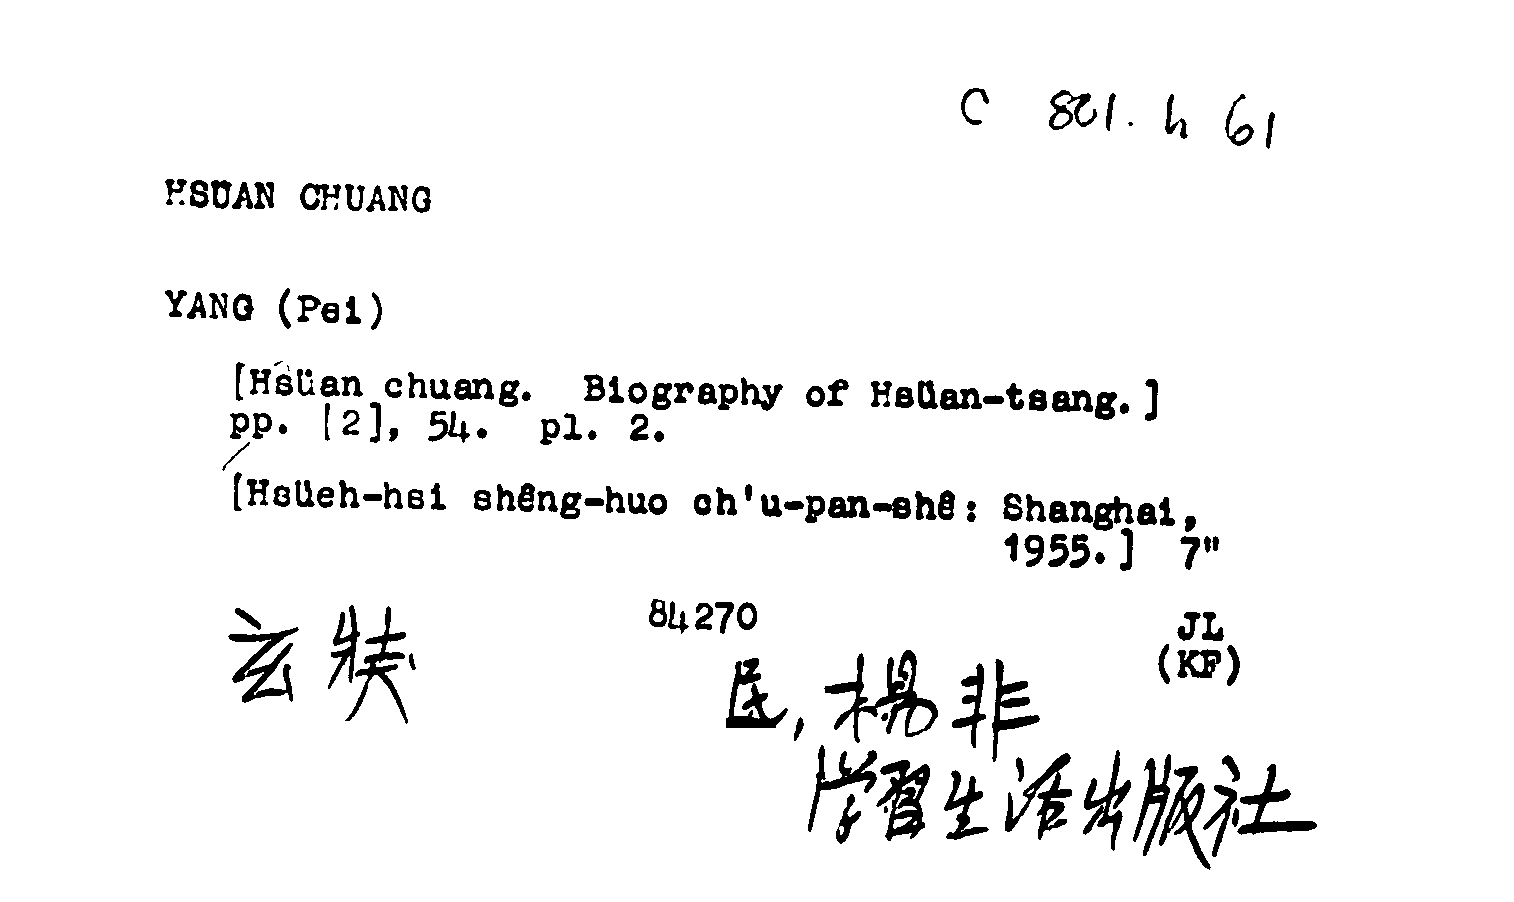 C 801. h 61
HSÜAN CHUANG
YANG (Pei)
[Hsüan chuang. Biography of Hsüan-tsang.]
pp. [2], 54. pl. 2.
[Hsüeh-hsi shêng-huo ch'u-pan-shê: Shanghai,
1955.] 7"
84270
JL
(KF)
玄奘
民, 楊非
学習生活出版社